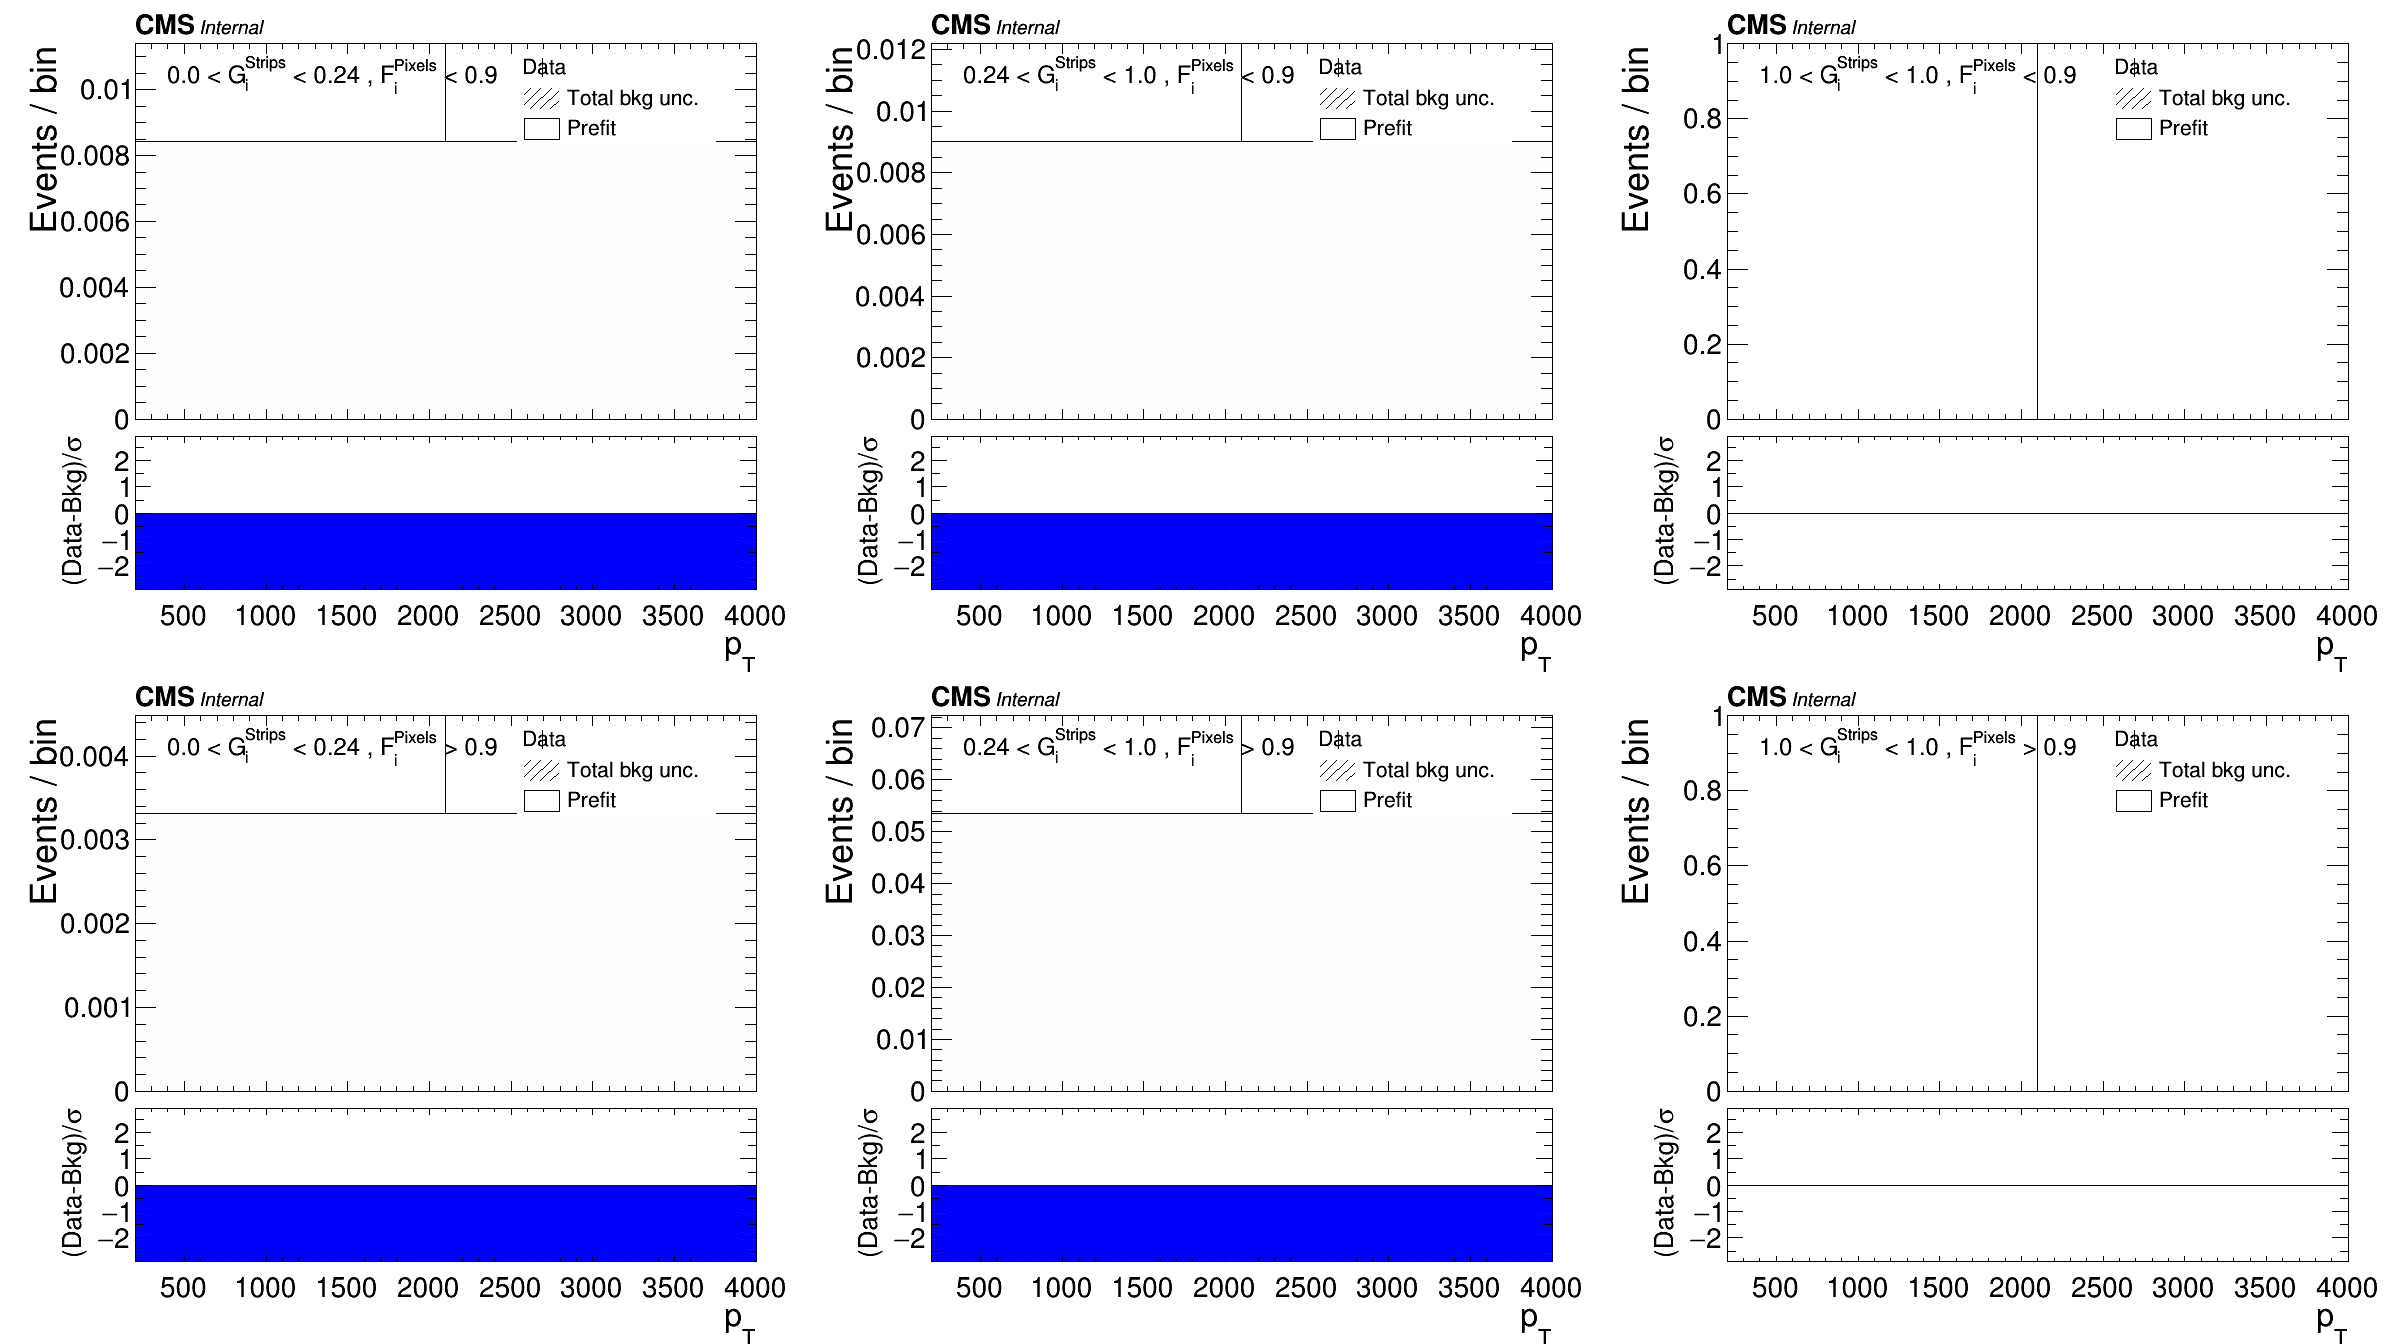 CMS Internal
Events / bin
0.0 < G_i^Strips < 0.24 , F_i^Pixels < 0.9
Data
Total bkg unc.
Prefit
0.01
0.008
0.006
0.004
0.002
0
(Data-Bkg)/σ
2
1
0
−1
−2
500 1000 1500 2000 2500 3000 3500 4000
p_T
CMS Internal
Events / bin
0.24 < G_i^Strips < 1.0 , F_i^Pixels < 0.9
Data
Total bkg unc.
Prefit
0.012
0.01
0.008
0.006
0.004
0.002
0
(Data-Bkg)/σ
2
1
0
−1
−2
500 1000 1500 2000 2500 3000 3500 4000
p_T
CMS Internal
Events / bin
1.0 < G_i^Strips < 1.0 , F_i^Pixels < 0.9
Data
Total bkg unc.
Prefit
1
0.8
0.6
0.4
0.2
0
(Data-Bkg)/σ
2
1
0
−1
−2
500 1000 1500 2000 2500 3000 3500 4000
p_T
CMS Internal
Events / bin
0.0 < G_i^Strips < 0.24 , F_i^Pixels > 0.9
Data
Total bkg unc.
Prefit
0.004
0.003
0.002
0.001
0
(Data-Bkg)/σ
2
1
0
−1
−2
500 1000 1500 2000 2500 3000 3500 4000
p_T
CMS Internal
Events / bin
0.24 < G_i^Strips < 1.0 , F_i^Pixels > 0.9
Data
Total bkg unc.
Prefit
0.07
0.06
0.05
0.04
0.03
0.02
0.01
0
(Data-Bkg)/σ
2
1
0
−1
−2
500 1000 1500 2000 2500 3000 3500 4000
p_T
CMS Internal
Events / bin
1.0 < G_i^Strips < 1.0 , F_i^Pixels > 0.9
Data
Total bkg unc.
Prefit
1
0.8
0.6
0.4
0.2
0
(Data-Bkg)/σ
2
1
0
−1
−2
500 1000 1500 2000 2500 3000 3500 4000
p_T